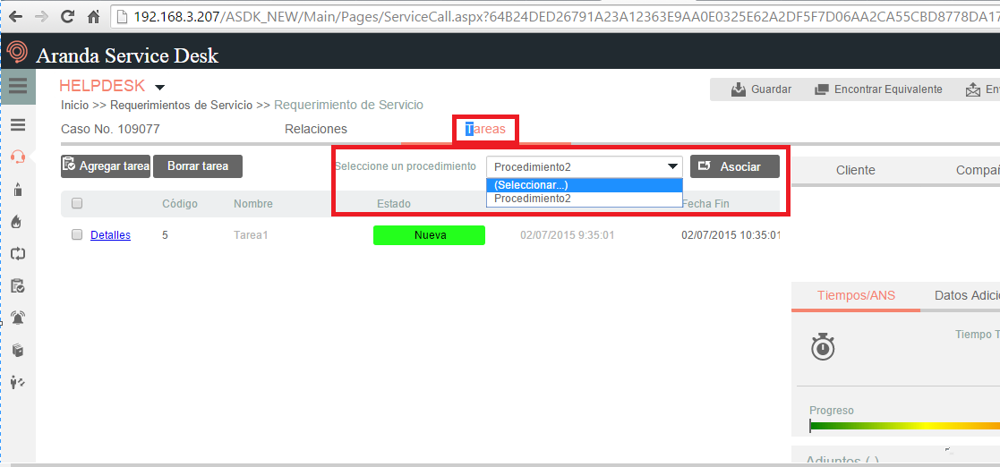 192.168.3.207/ASDK_NEW/Main/Pages/ServiceCall.aspx?64B24DED26791A23A12363E9AA0E0325E62A2DF5F7D06AA2CA55CBD8778DA17
Aranda Service Desk
HELPDESK
Guardar Encontrar Equivalente En
Inicio >> Requerimientos de Servicio >> Requerimiento de Servicio
Caso No. 109077 Relaciones Tareas
Agregar tarea Borrar tarea Seleccione un procedimiento Procedimiento2 Asociar Cliente Compañ
(Seleccionar...)
Procedimiento2
Código Nombre Estado Fecha Fin
Detalles 5 Tarea1 Nueva 02/07/2015 9:35:01 02/07/2015 10:35:01
Tiempos/ANS Datos Adici
Tiempo T
Progreso
Adjuntos (-)